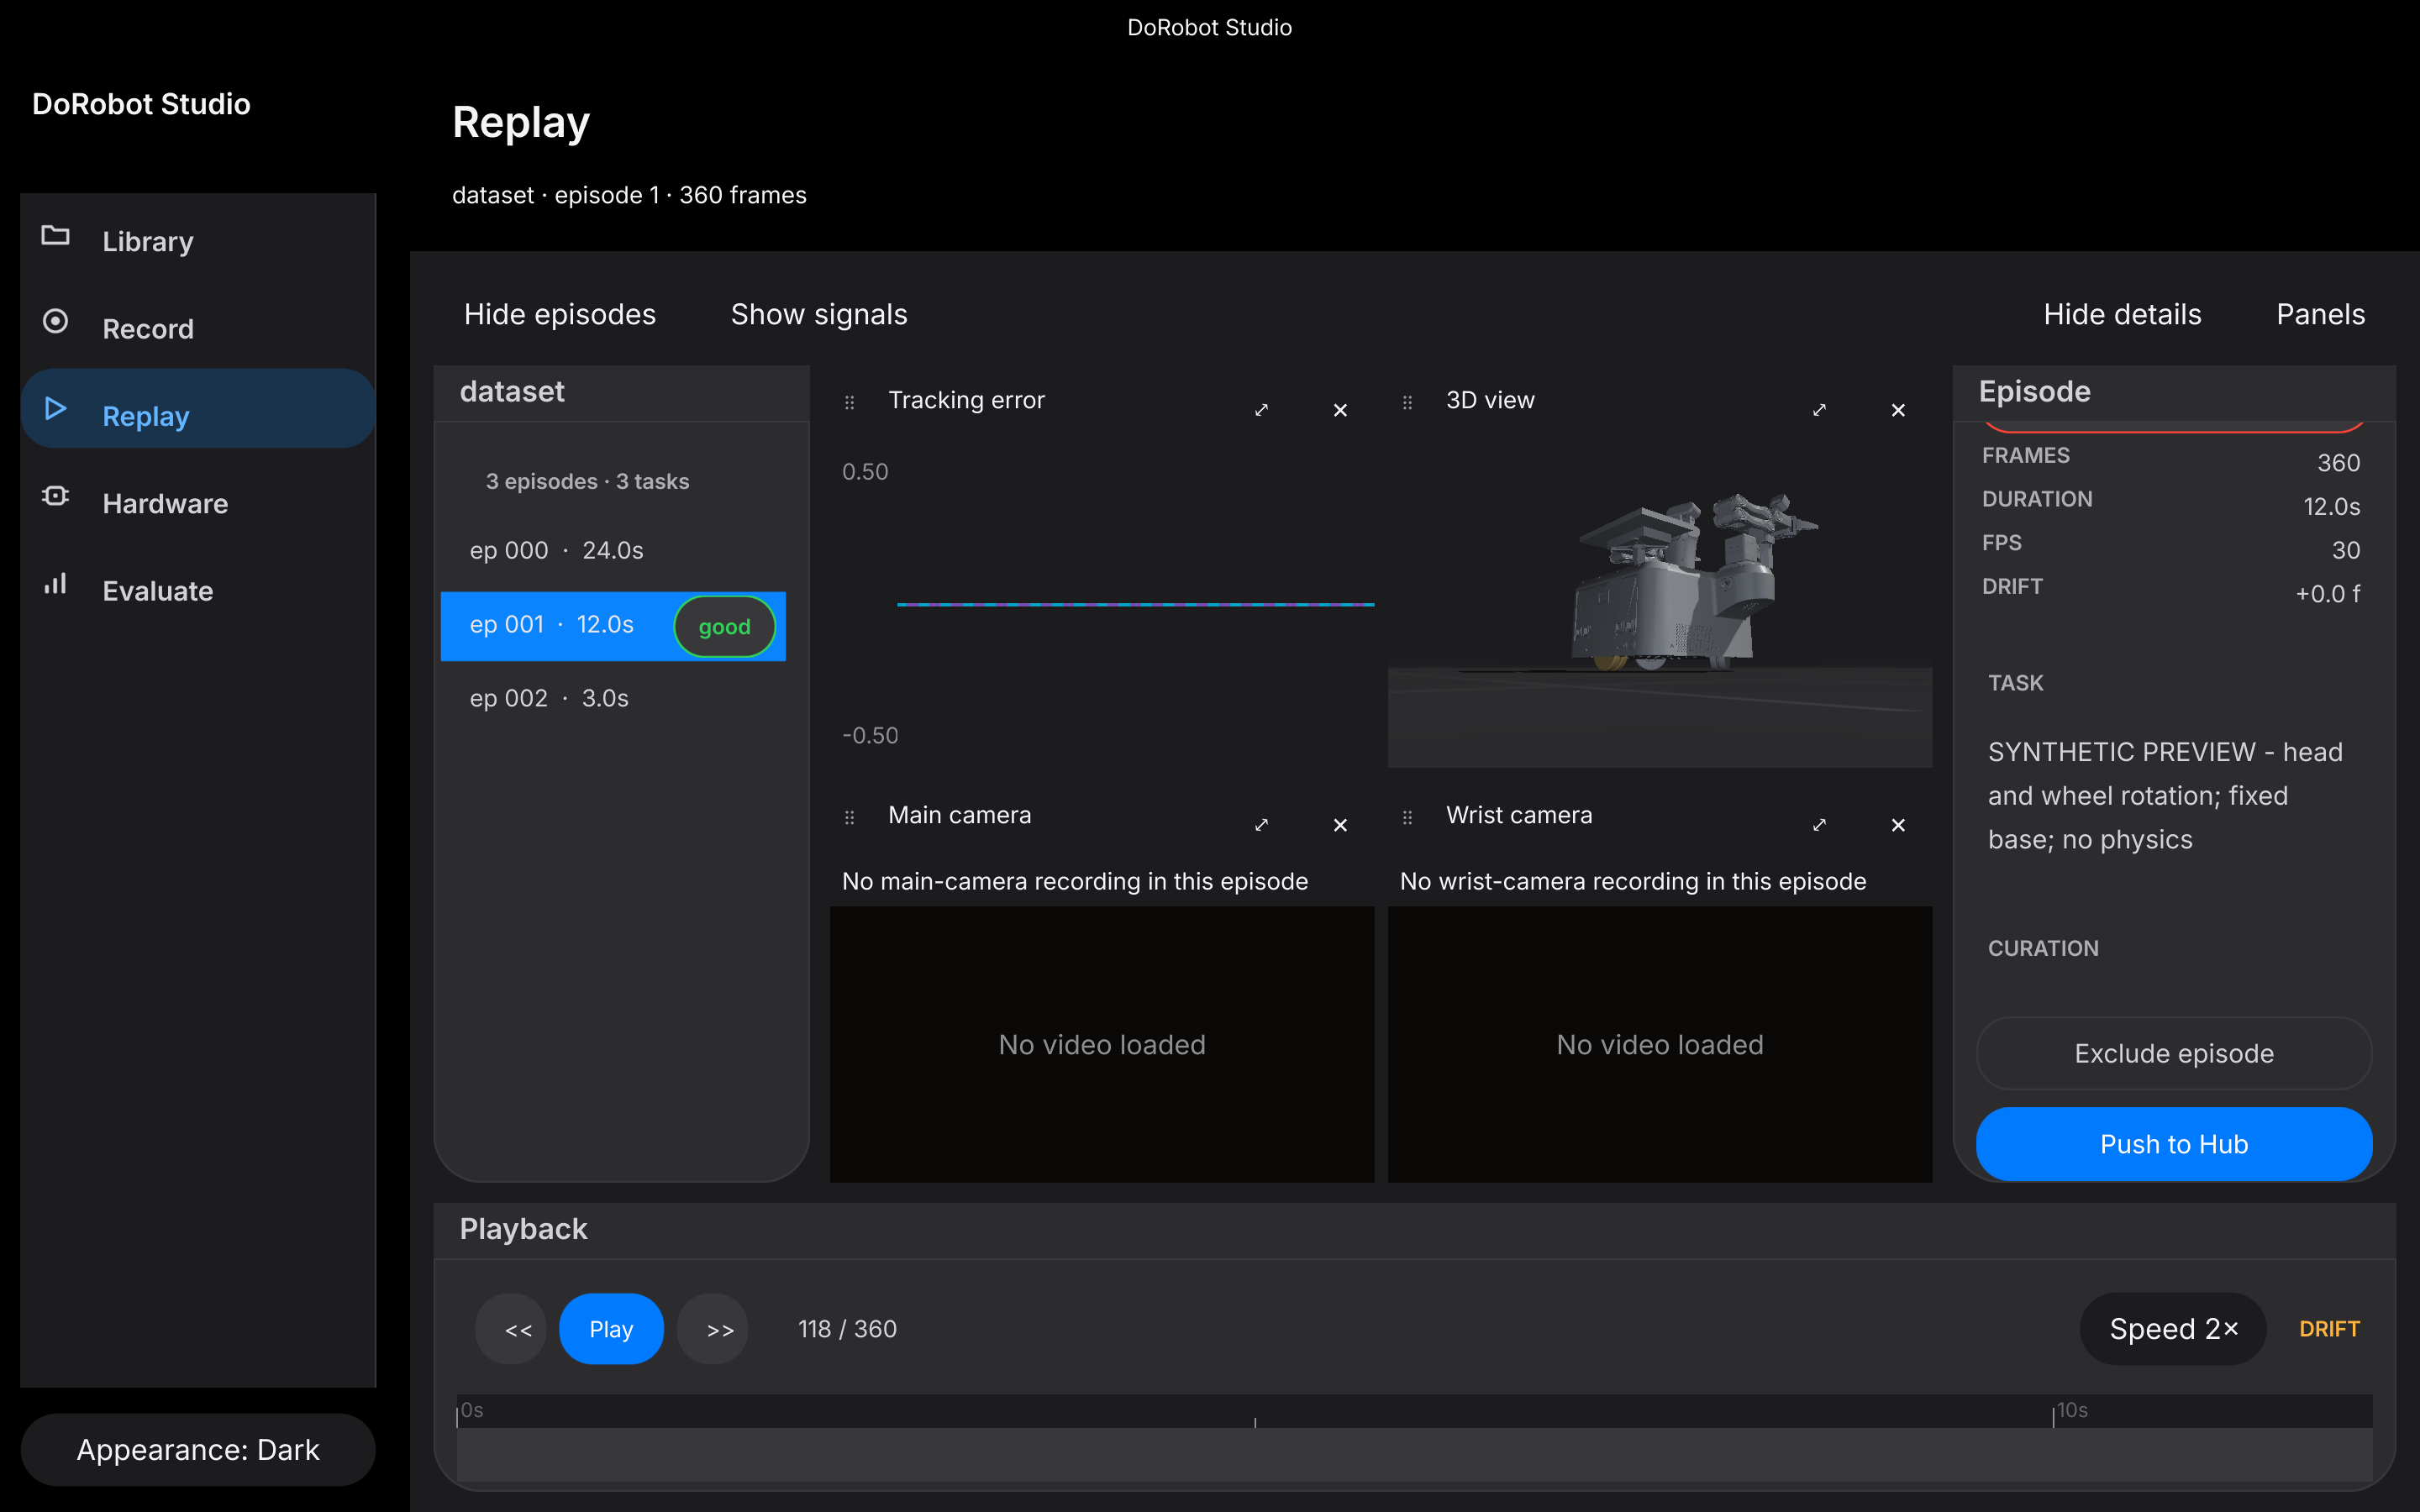 DoRobot Studio
DoRobot Studio
Library
Record
Replay
Hardware
Evaluate
Appearance: Dark
Replay
dataset · episode 1 · 360 frames
Hide episodes
Show signals
Hide details
Panels
dataset
3 episodes · 3 tasks
ep 000 · 24.0s
ep 001 · 12.0s
good
ep 002 · 3.0s
Tracking error
0.50
-0.50
3D view
Main camera
No main-camera recording in this episode
No video loaded
Wrist camera
No wrist-camera recording in this episode
No video loaded
Episode
FRAMES 360
DURATION 12.0s
FPS 30
DRIFT +0.0 f
TASK
SYNTHETIC PREVIEW - head
and wheel rotation; fixed
base; no physics
CURATION
Exclude episode
Push to Hub
Playback
<<
Play
>>
118 / 360
Speed 2×
DRIFT
0s
10s